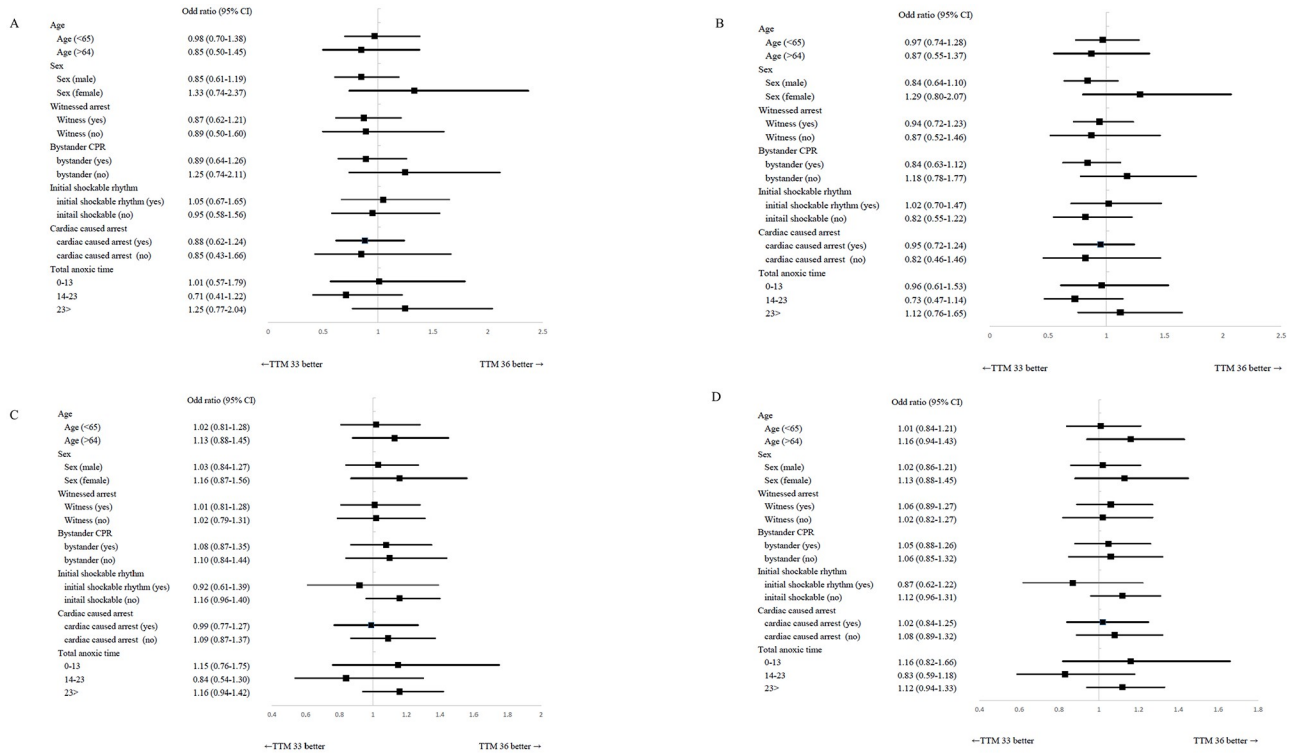 A
Odd ratio (95% CI)
Age
Age (<65) 0.98 (0.70-1.38)
Age (>64) 0.85 (0.50-1.45)
Sex
Sex (male) 0.85 (0.61-1.19)
Sex (female) 1.33 (0.74-2.37)
Witnessed arrest
Witness (yes) 0.87 (0.62-1.21)
Witness (no) 0.89 (0.50-1.60)
Bystander CPR
bystander (yes) 0.89 (0.64-1.26)
bystander (no) 1.25 (0.74-2.11)
Initial shockable rhythm
initial shockable rhythm (yes) 1.05 (0.67-1.65)
initail shockable (no) 0.95 (0.58-1.56)
Cardiac caused arrest
cardiac caused arrest (yes) 0.88 (0.62-1.24)
cardiac caused arrest (no) 0.85 (0.43-1.66)
Total anoxic time
0-13 1.01 (0.57-1.79)
14-23 0.71 (0.41-1.22)
23> 1.25 (0.77-2.04)
0 0.5 1 1.5 2 2.5
←TTM 33 better TTM 36 better →
B
Odd ratio (95% CI)
Age
Age (<65) 0.97 (0.74-1.28)
Age (>64) 0.87 (0.55-1.37)
Sex
Sex (male) 0.84 (0.64-1.10)
Sex (female) 1.29 (0.80-2.07)
Witnessed arrest
Witness (yes) 0.94 (0.72-1.23)
Witness (no) 0.87 (0.52-1.46)
Bystander CPR
bystander (yes) 0.84 (0.63-1.12)
bystander (no) 1.18 (0.78-1.77)
Initial shockable rhythm
initial shockable rhythm (yes) 1.02 (0.70-1.47)
initail shockable (no) 0.82 (0.55-1.22)
Cardiac caused arrest
cardiac caused arrest (yes) 0.95 (0.72-1.24)
cardiac caused arrest (no) 0.82 (0.46-1.46)
Total anoxic time
0-13 0.96 (0.61-1.53)
14-23 0.73 (0.47-1.14)
23> 1.12 (0.76-1.65)
0 0.5 1 1.5 2 2.5
←TTM 33 better TTM 36 better →
C
Odd ratio (95% CI)
Age
Age (<65) 1.02 (0.81-1.28)
Age (>64) 1.13 (0.88-1.45)
Sex
Sex (male) 1.03 (0.84-1.27)
Sex (female) 1.16 (0.87-1.56)
Witnessed arrest
Witness (yes) 1.01 (0.81-1.28)
Witness (no) 1.02 (0.79-1.31)
Bystander CPR
bystander (yes) 1.08 (0.87-1.35)
bystander (no) 1.10 (0.84-1.44)
Initial shockable rhythm
initial shockable rhythm (yes) 0.92 (0.61-1.39)
initail shockable (no) 1.16 (0.96-1.40)
Cardiac caused arrest
cardiac caused arrest (yes) 0.99 (0.77-1.27)
cardiac caused arrest (no) 1.09 (0.87-1.37)
Total anoxic time
0-13 1.15 (0.76-1.75)
14-23 0.84 (0.54-1.30)
23> 1.16 (0.94-1.42)
0.4 0.6 0.8 1 1.2 1.4 1.6 1.8 2
←TTM 33 better TTM 36 better →
D
Odd ratio (95% CI)
Age
Age (<65) 1.01 (0.84-1.21)
Age (>64) 1.16 (0.94-1.43)
Sex
Sex (male) 1.02 (0.86-1.21)
Sex (female) 1.13 (0.88-1.45)
Witnessed arrest
Witness (yes) 1.06 (0.89-1.27)
Witness (no) 1.02 (0.82-1.27)
Bystander CPR
bystander (yes) 1.05 (0.88-1.26)
bystander (no) 1.06 (0.85-1.32)
Initial shockable rhythm
initial shockable rhythm (yes) 0.87 (0.62-1.22)
initail shockable (no) 1.12 (0.96-1.31)
Cardiac caused arrest
cardiac caused arrest (yes) 1.02 (0.84-1.25)
cardiac caused arrest (no) 1.08 (0.89-1.32)
Total anoxic time
0-13 1.16 (0.82-1.66)
14-23 0.83 (0.59-1.18)
23> 1.12 (0.94-1.33)
0.4 0.6 0.8 1 1.2 1.4 1.6 1.8
←TTM 33 better TTM 36 better →